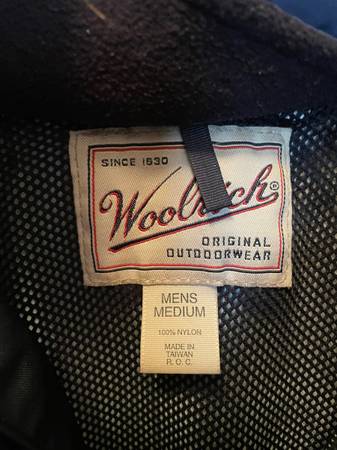 SINCE 1830
Woolrich®
ORIGINAL
OUTDOORWEAR
MENS
MEDIUM
100% NYLON
MADE IN
TAIWAN
R. O. C.